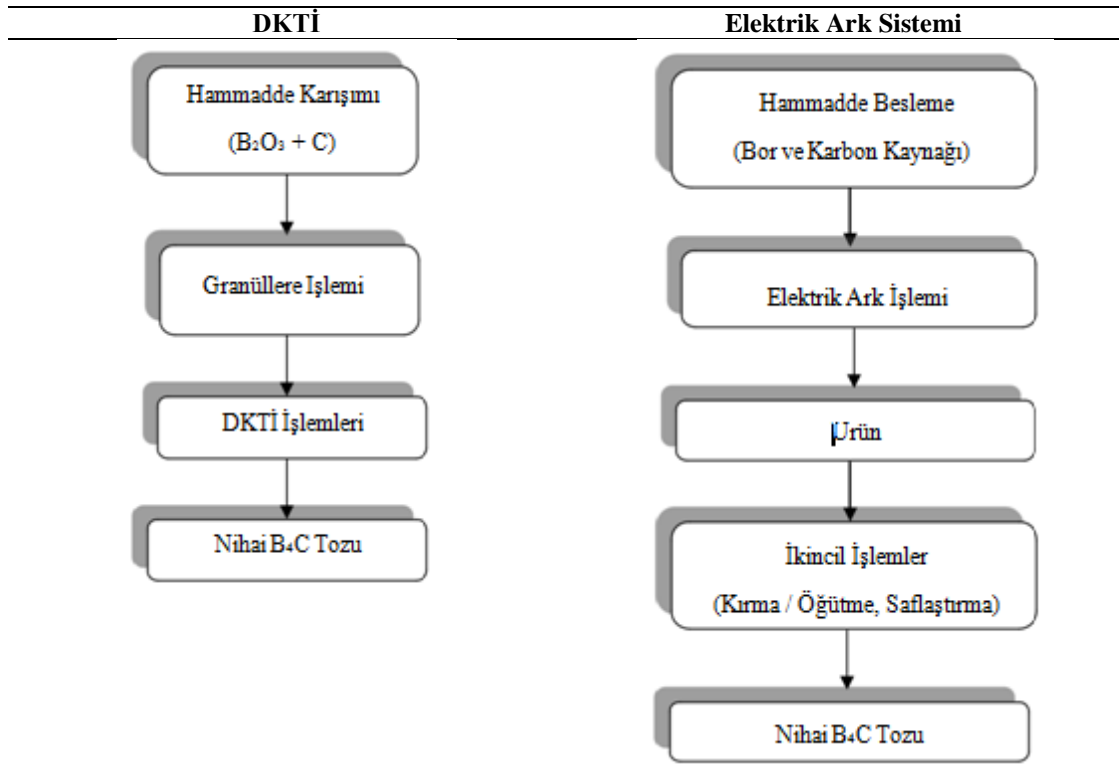 DKTİ
Hammadde Karışımı
(B₂O₃ + C)
Granüllere Işlemi
DKTİ İşlemleri
Nihai B₄C Tozu
Elektrik Ark Sistemi
Hammadde Besleme
(Bor ve Karbon Kaynağı)
Elektrik Ark İşlemi
Ürün
İkincil İşlemler
(Kırma / Öğütme, Saflaştırma)
Nihai B₄C Tozu